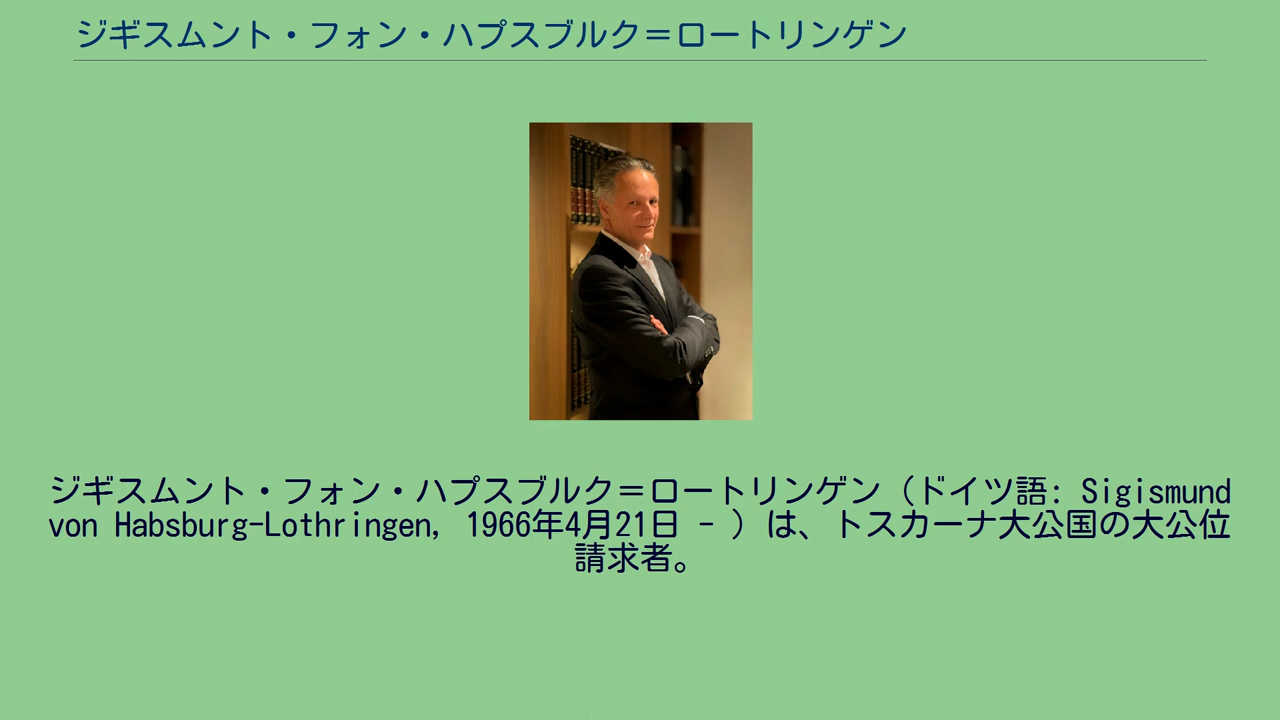 ジギスムント・フォン・ハプスブルク＝ロートリンゲン
ジギスムント・フォン・ハプスブルク＝ロートリンゲン（ドイツ語: Sigismund
von Habsburg-Lothringen, 1966年4月21日 - ）は、トスカーナ大公国の大公位
請求者。